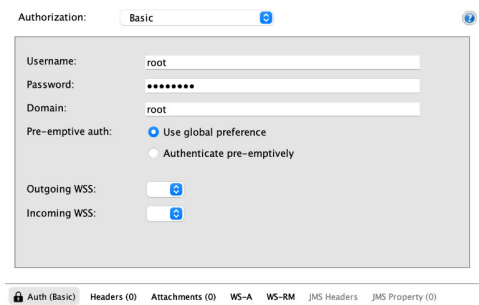 Authorization: Basic ?
Username: root
Password: ••••••••
Domain: root
Pre-emptive auth: Use global preference
Authenticate pre-emptively
Outgoing WSS:
Incoming WSS:
Auth (Basic) Headers (0) Attachments (0) WS-A WS-RM JMS Headers JMS Property (0)